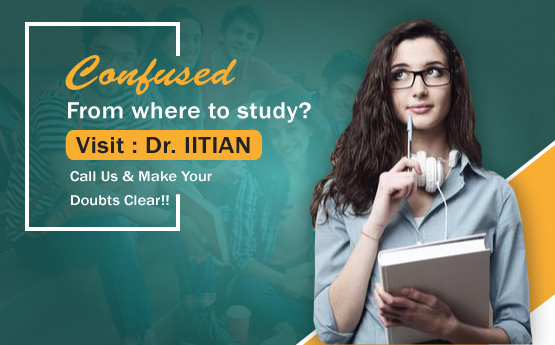 Confused
From where to study?
Visit : Dr. IITIAN
Call Us & Make Your
Doubts Clear!!